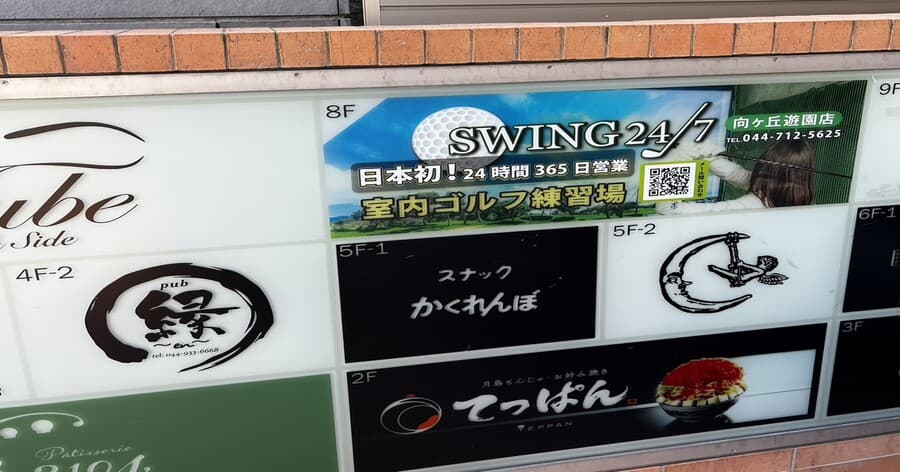 8F
SWING 24/7
向ヶ丘遊園店
TEL.044-712-5625
日本初！24時間365日営業
室内ゴルフ練習場
9F
ube
Side
4F-2
pub
縁
~en~
tel: 044-933-6668
5F-1
スナック
かくれんぼ
5F-2
6F-1
2F
月島もんじゃ・お好み焼き
てっぱん
TEPPAN
3F
Pâtisserie